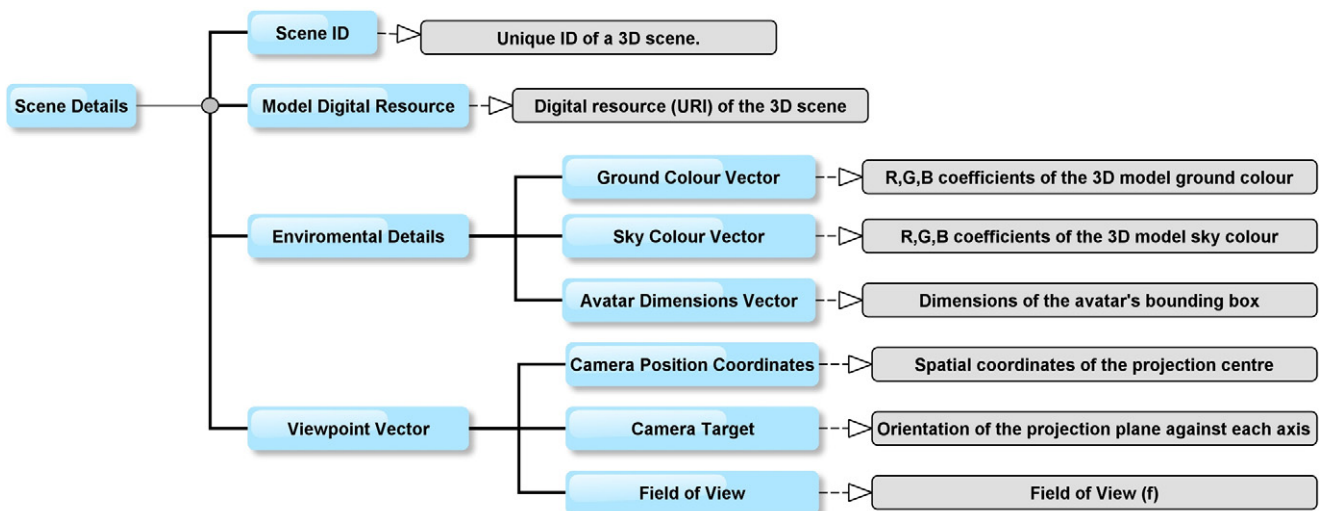 Scene ID
Unique ID of a 3D scene.
Scene Details
Model Digital Resource
Digital resource (URI) of the 3D scene
Ground Colour Vector
R,G,B coefficients of the 3D model ground colour
Enviromental Details
Sky Colour Vector
R,G,B coefficients of the 3D model sky colour
Avatar Dimensions Vector
Dimensions of the avatar's bounding box
Camera Position Coordinates
Spatial coordinates of the projection centre
Viewpoint Vector
Camera Target
Orientation of the projection plane against each axis
Field of View
Field of View (f)